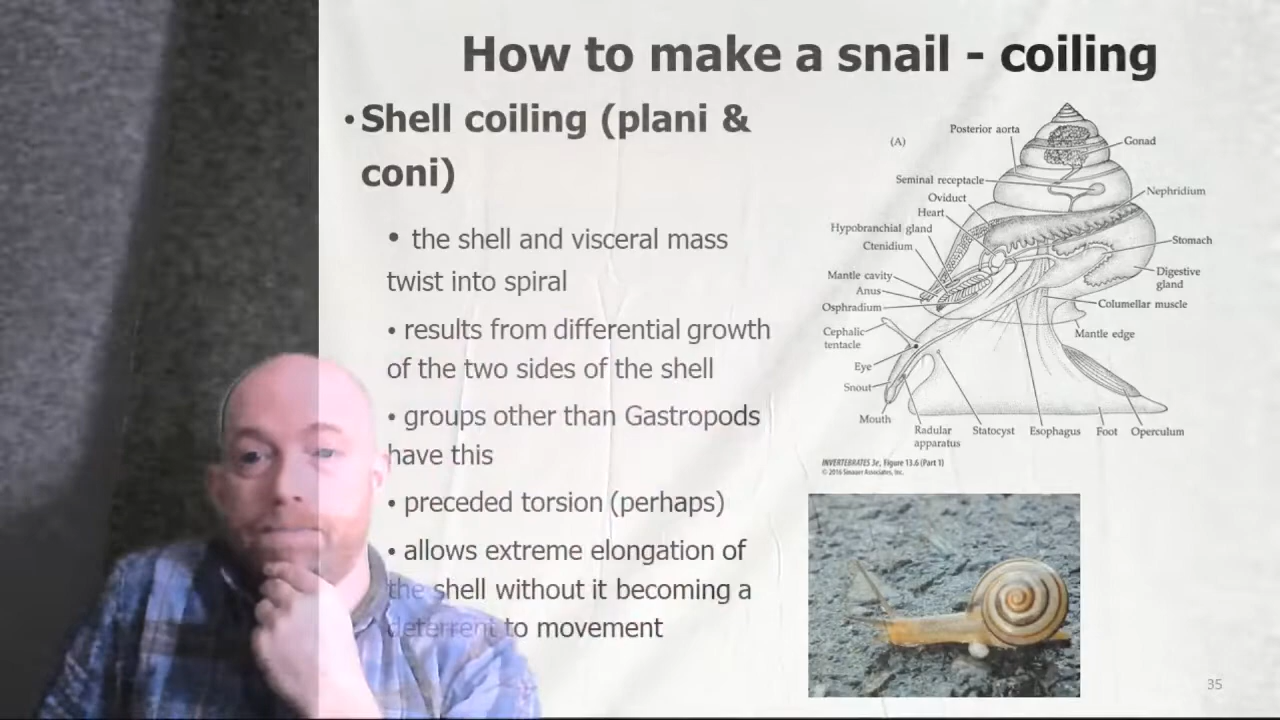 How to make a snail - coiling
• Shell coiling (plani &
coni)
• the shell and visceral mass
twist into spiral
• results from differential growth
of the two sides of the shell
• groups other than Gastropods
have this
• preceded torsion (perhaps)
• allows extreme elongation of
the shell without it becoming a
deterrent to movement
(A)
Posterior aorta
Gonad
Seminal receptacle
Nephridium
Oviduct
Heart
Hypobranchial gland
Ctenidium
Stomach
Mantle cavity
Anus
Osphradium
Digestive
gland
Columellar muscle
Cephalic
tentacle
Mantle edge
Eye
Snout
Mouth
Radular
apparatus
Statocyst
Esophagus
Foot
Operculum
INVERTEBRATES 3e, Figure 13.6 (Part 1)
© 2016 Sinauer Associates, Inc.
35